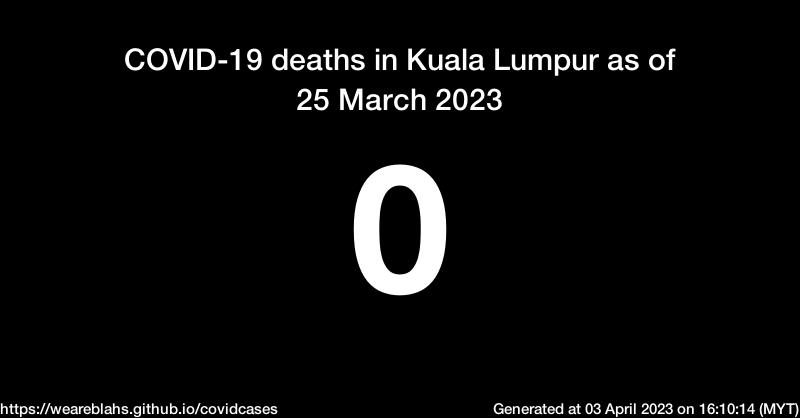 COVID-19 deaths in Kuala Lumpur as of
25 March 2023
0
https://weareblahs.github.io/covidcases
Generated at 03 April 2023 on 16:10:14 (MYT)